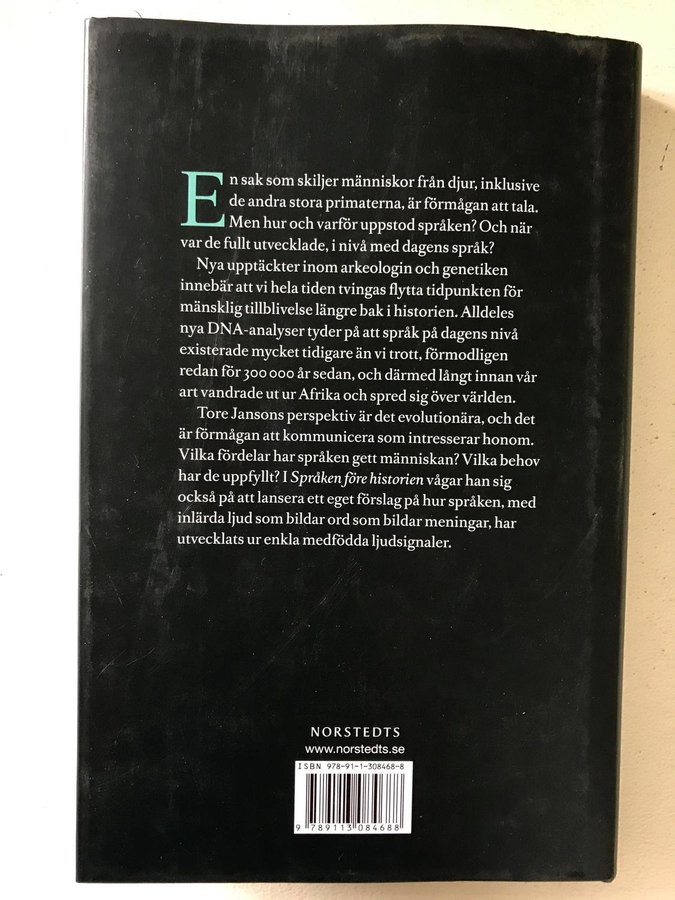 En sak som skiljer människor från djur, inklusive
de andra stora primaterna, är förmågan att tala.
Men hur och varför uppstod språken? Och när
var de fullt utvecklade, i nivå med dagens språk?
Nya upptäckter inom arkeologin och genetiken
innebär att vi hela tiden tvingas flytta tidpunkten för
mänsklig tillblivelse längre bak i historien. Alldeles
nya DNA-analyser tyder på att språk på dagens nivå
existerade mycket tidigare än vi trott, förmodligen
redan för 300 000 år sedan, och därmed långt innan vår
art vandrade ut ur Afrika och spred sig över världen.
Tore Jansons perspektiv är det evolutionära, och det
är förmågan att kommunicera som intresserar honom.
Vilka fördelar har språken gett människan? Vilka behov
har de uppfyllt? I Språken före historien vågar han sig
också på att lansera ett eget förslag på hur språken, med
inlärda ljud som bildar ord som bildar meningar, har
utvecklats ur enkla medfödda ljudsignaler.
NORSTEDTS
www.norstedts.se
ISBN 978-91-1-308468-8
9 789113 084688